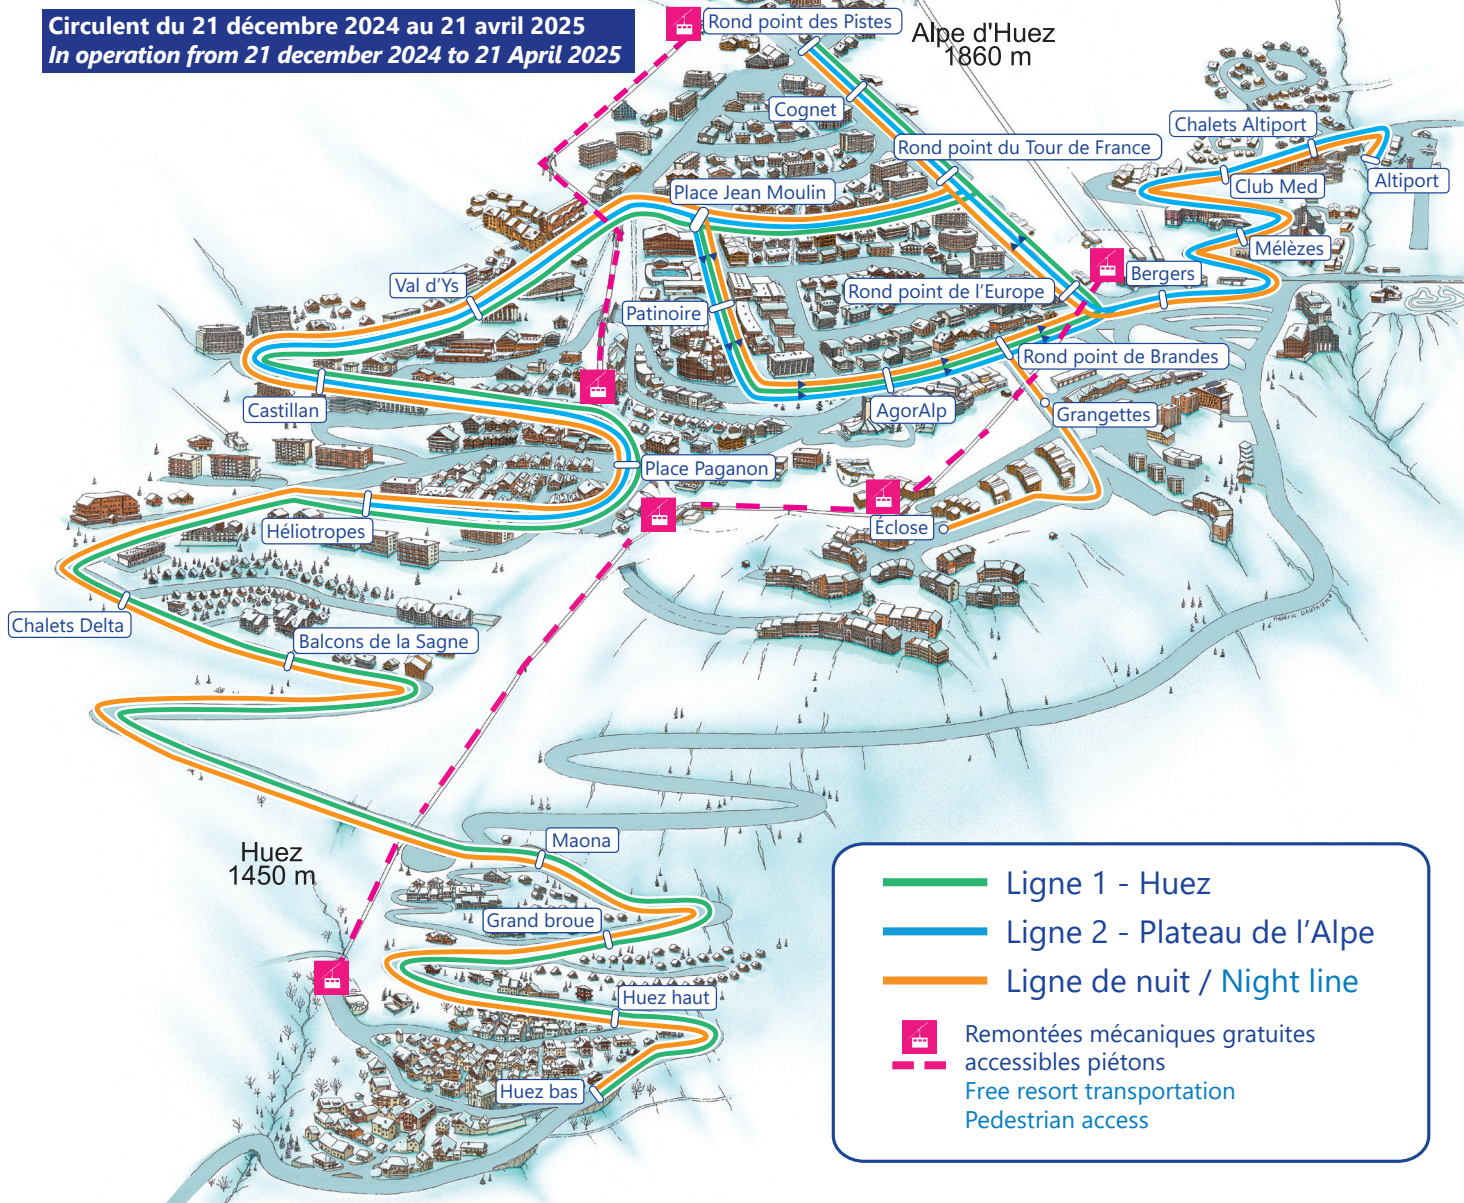 Circulent du 21 décembre 2024 au 21 avril 2025
In operation from 21 december 2024 to 21 April 2025
Rond point des Pistes
Alpe d'Huez
1860 m
Cognet
Chalets Altiport
Rond point du Tour de France
Altiport
Club Med
Place Jean Moulin
Mélèzes
Bergers
Val d'Ys
Rond point de l'Europe
Patinoire
Rond point de Brandes
Castillan
AgorAlp
Grangettes
Place Paganon
Héliotropes
Éclose
Chalets Delta
Balcons de la Sagne
Maona
Huez
1450 m
Grand broue
Huez haut
Huez bas
Ligne 1 - Huez
Ligne 2 - Plateau de l'Alpe
Ligne de nuit / Night line
Remontées mécaniques gratuites
accessibles piétons
Free resort transportation
Pedestrian access